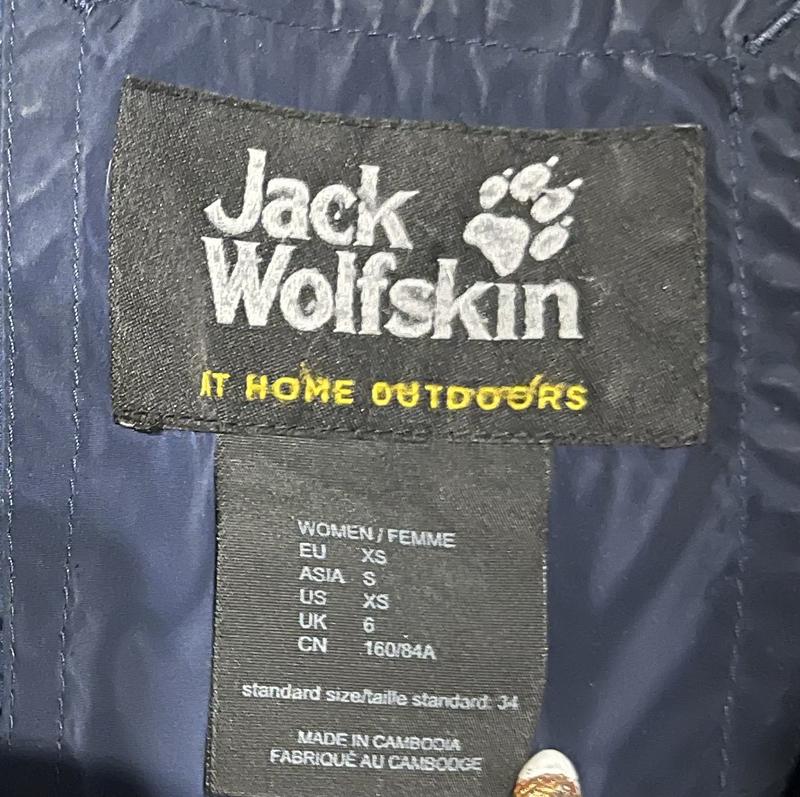 Jack
Wolfskin
AT HOME OUTDOORS
WOMEN / FEMME
EU XS
ASIA S
US XS
UK 6
CN 160/84A
standard size/taille standard: 34
MADE IN CAMBODIA
FABRIQUÉ AU CAMBODGE